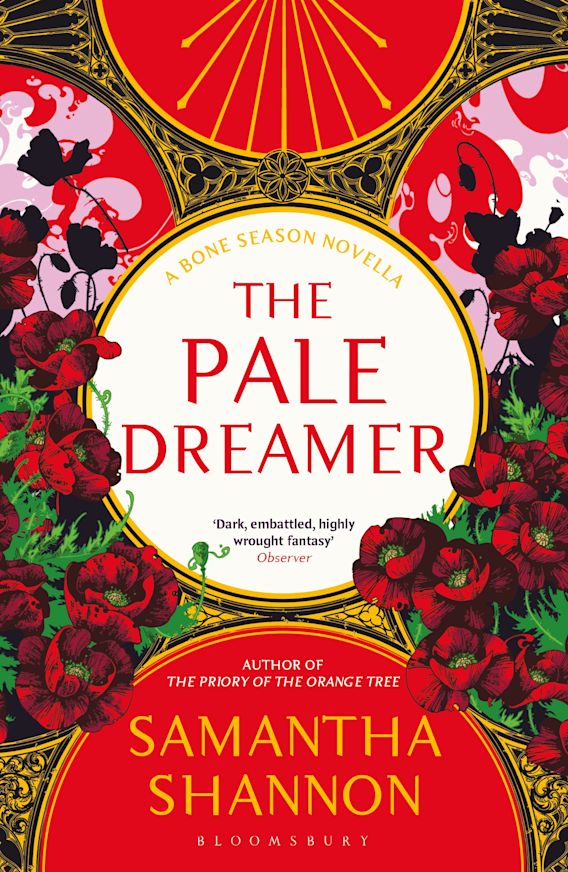 A BONE SEASON NOVELLA
THE
PALE
DREAMER
‘Dark, embattled, highly
wrought fantasy’
Observer
AUTHOR OF
THE PRIORY OF THE ORANGE TREE
SAMANTHA
SHANNON
BLOOMSBURY